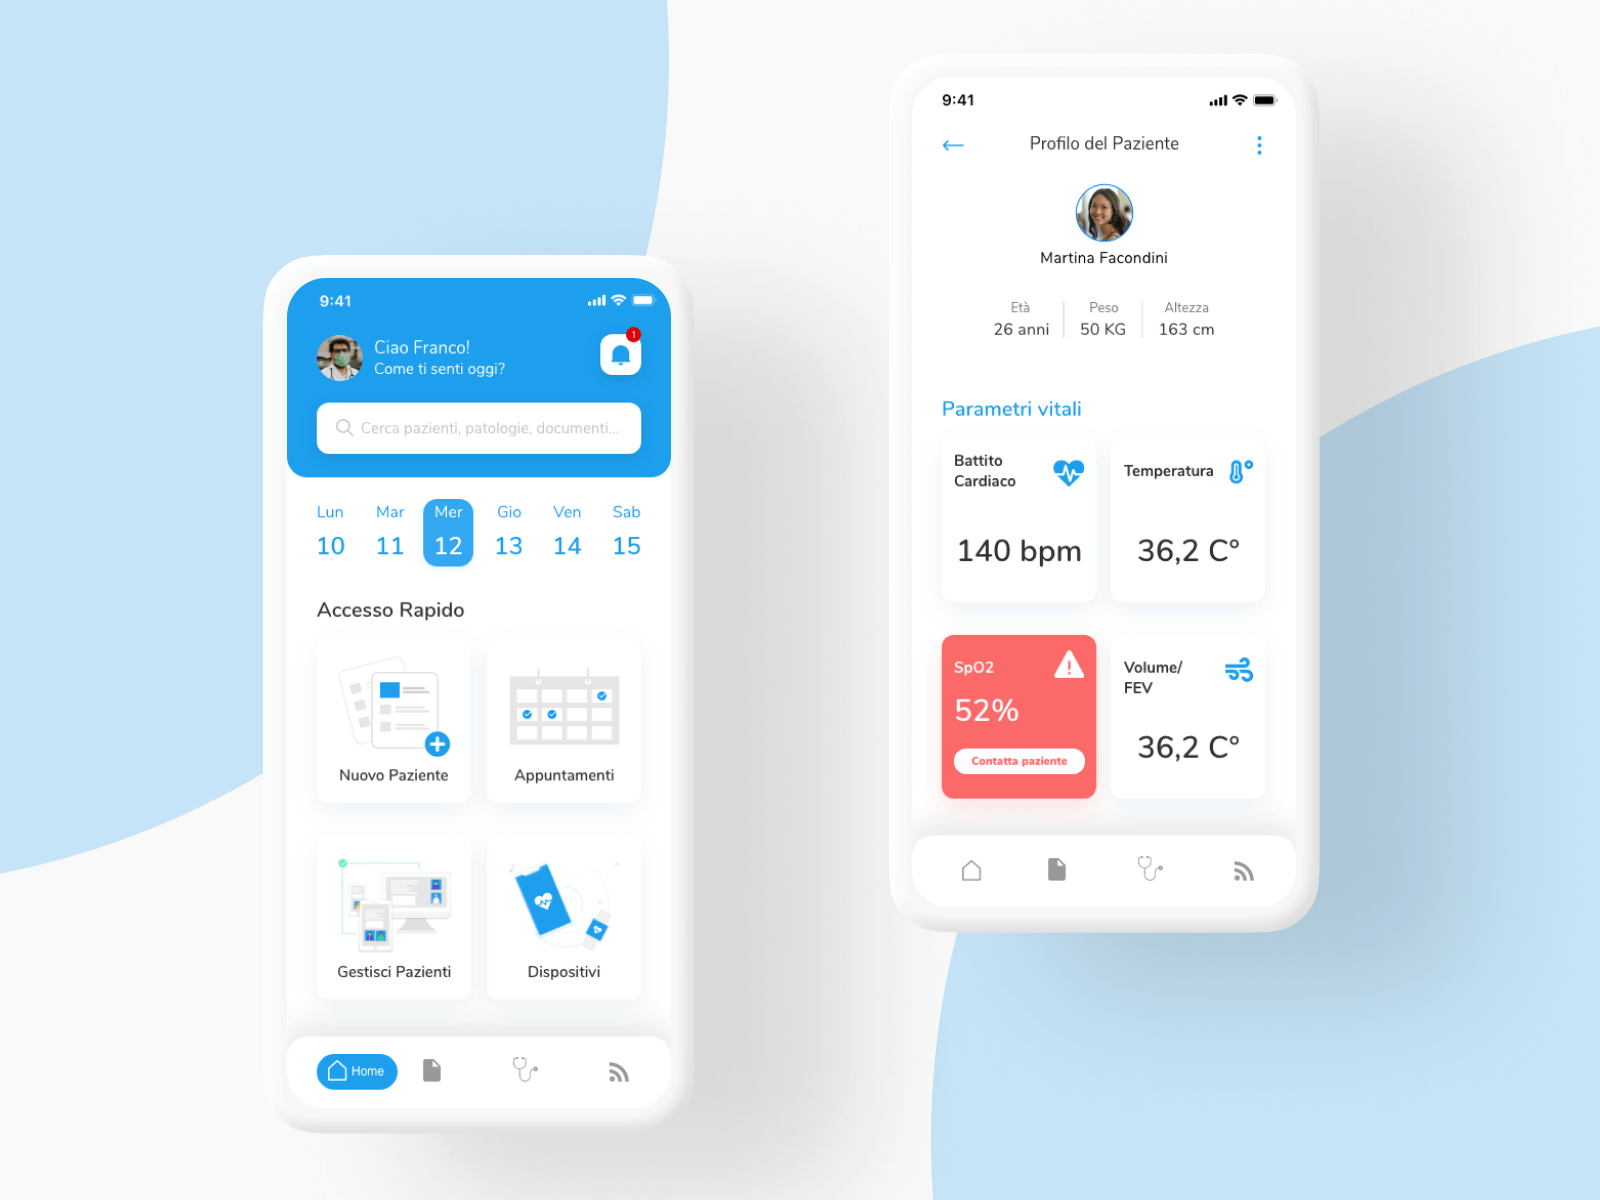 9:41
Ciao Franco!
Come ti senti oggi?
1
Cerca pazienti, patologie, documenti...
Lun Mar Mer Gio Ven Sab
10 11 12 13 14 15
Accesso Rapido
Nuovo Paziente
Appuntamenti
Gestisci Pazienti
Dispositivi
Home
9:41
Profilo del Paziente
Martina Facondini
Età Peso Altezza
26 anni 50 KG 163 cm
Parametri vitali
Battito
Cardiaco
140 bpm
Temperatura
36,2 C°
SpO2
52%
Contatta paziente
Volume/
FEV
36,2 C°